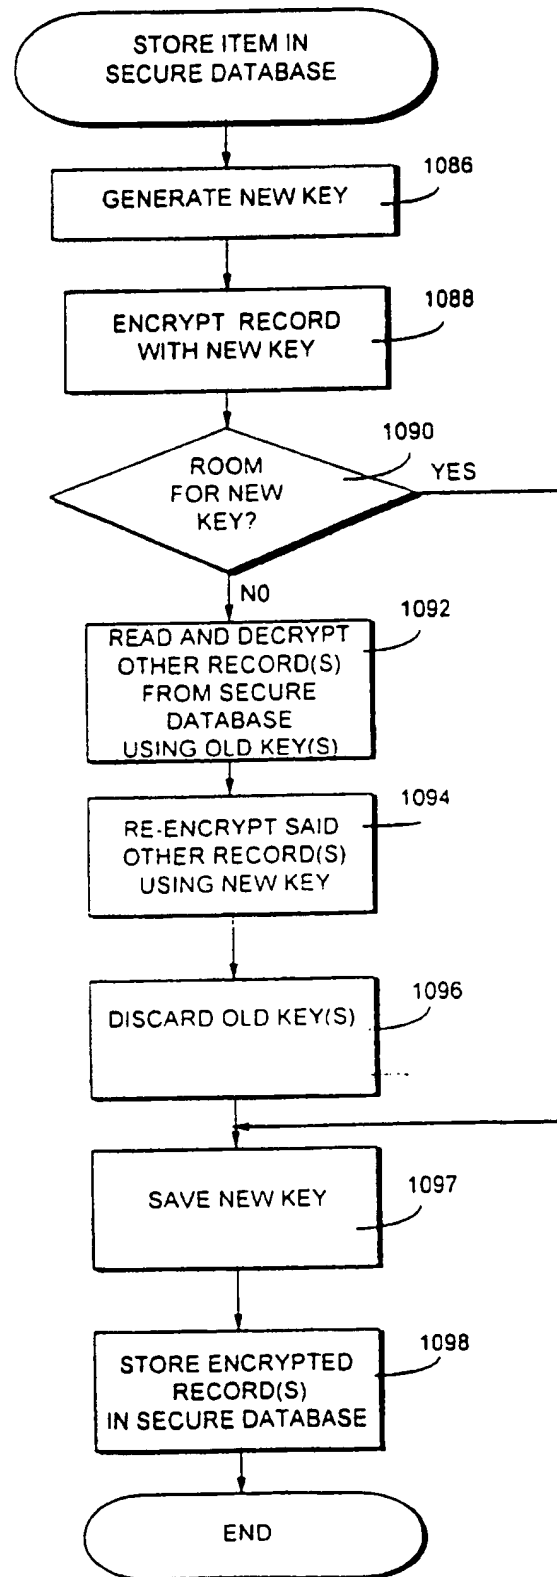 STORE ITEM IN
SECURE DATABASE
1086
GENERATE NEW KEY
1088
ENCRYPT RECORD
WITH NEW KEY
1090
ROOM
FOR NEW
KEY?
YES
NO
1092
READ AND DECRYPT
OTHER RECORD(S)
FROM SECURE
DATABASE
USING OLD KEY(S)
1094
RE-ENCRYPT SAID
OTHER RECORD(S)
USING NEW KEY
1096
DISCARD OLD KEY(S)
1097
SAVE NEW KEY
1098
STORE ENCRYPTED
RECORD(S)
IN SECURE DATABASE
END